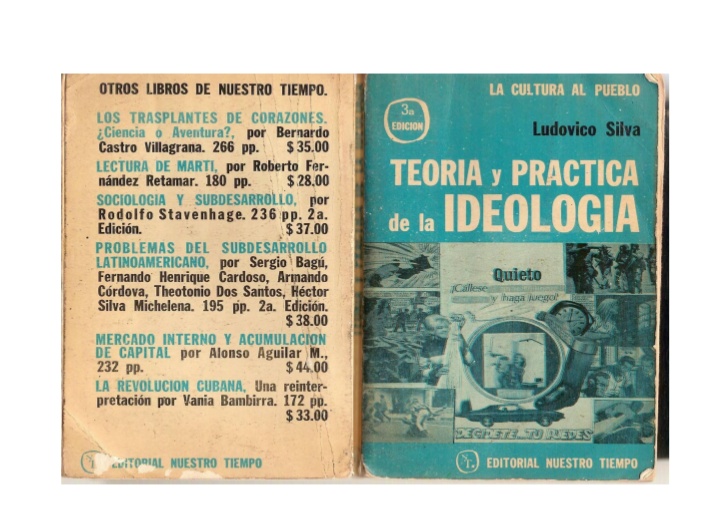 OTROS LIBROS DE NUESTRO TIEMPO.
LOS TRASPLANTES DE CORAZONES.
¿Ciencia o Aventura?, por Bernardo
Castro Villagrana. 266 pp. $ 35.00
LECTURA DE MARTI, por Roberto Fer-
nández Retamar. 180 pp. $ 28.00
SOCIOLOGIA Y SUBDESARROLLO, por
Rodolfo Stavenhage. 236 pp. 2a.
Edición. $ 37.00
PROBLEMAS DEL SUBDESARROLLO
LATINOAMERICANO, por Sergio Bagú,
Fernando Henrique Cardoso, Armando
Córdova, Theotonio Dos Santos, Héctor
Silva Michelena. 195 pp. 2a. Edición.
$ 38.00
MERCADO INTERNO Y ACUMULACION
DE CAPITAL por Alonso Aguilar M.,
232 pp. $ 44.00
LA REVOLUCION CUBANA, Una reinter-
pretación por Vania Bambirra. 172 pp.
$ 33.00
EDITORIAL NUESTRO TIEMPO
LA CULTURA AL PUEBLO
3a
EDICION
Ludovico Silva
TEORIA y PRACTICA
de la IDEOLOGIA
Quieto
¡Cállese
y haga juego!
TU PUEDES
NT.
EDITORIAL NUESTRO TIEMPO